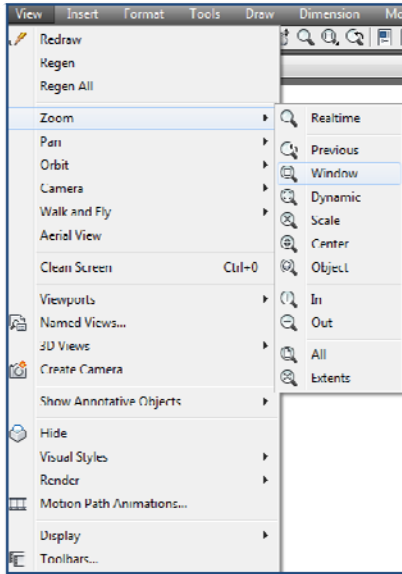 View Insert Format Tools Draw Dimension Mo
Redraw
Regen
Regen All
Zoom
Pan
Orbit
Camera
Walk and Fly
Aerial View
Clean Screen Ctrl+0
Viewports
Named Views...
3D Views
Create Camera
Show Annotative Objects
Hide
Visual Styles
Render
Motion Path Animations...
Display
Toolbars...
Realtime
Previous
Window
Dynamic
Scale
Center
Object
In
Out
All
Extents